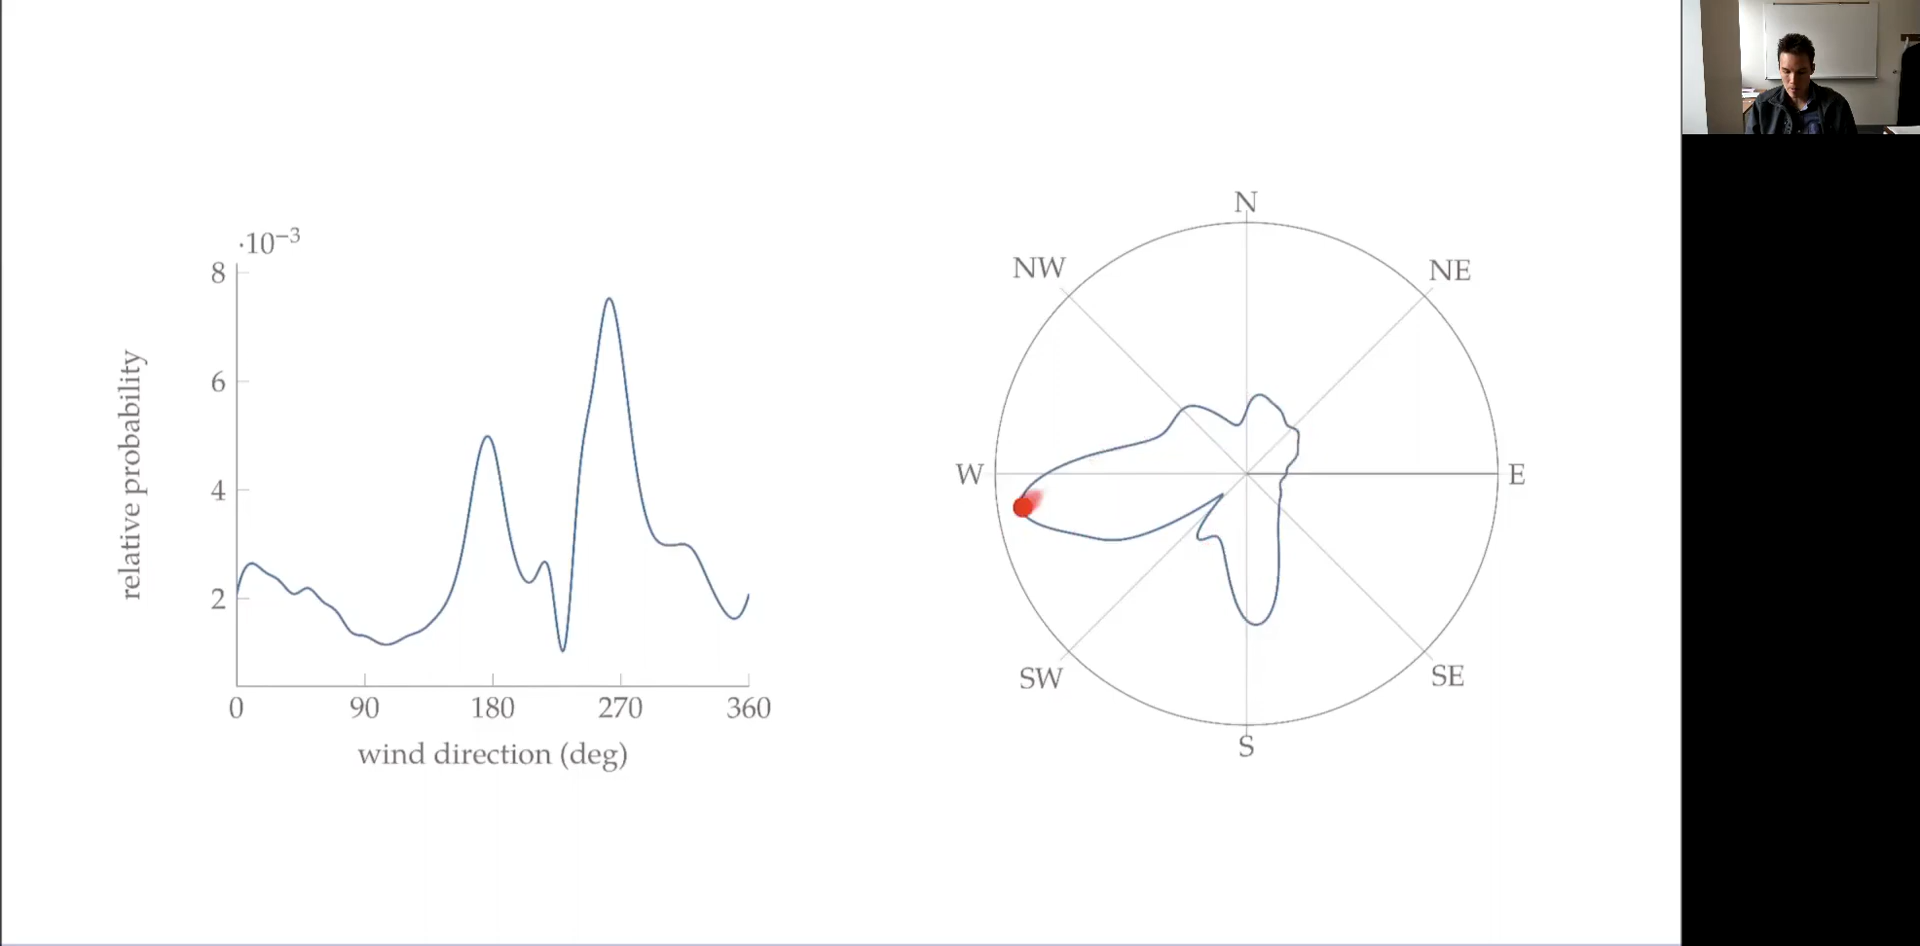 ·10−3
8
6
4
2
relative probability
0 90 180 270 360
wind direction (deg)
N
NW NE
W E
SW SE
S